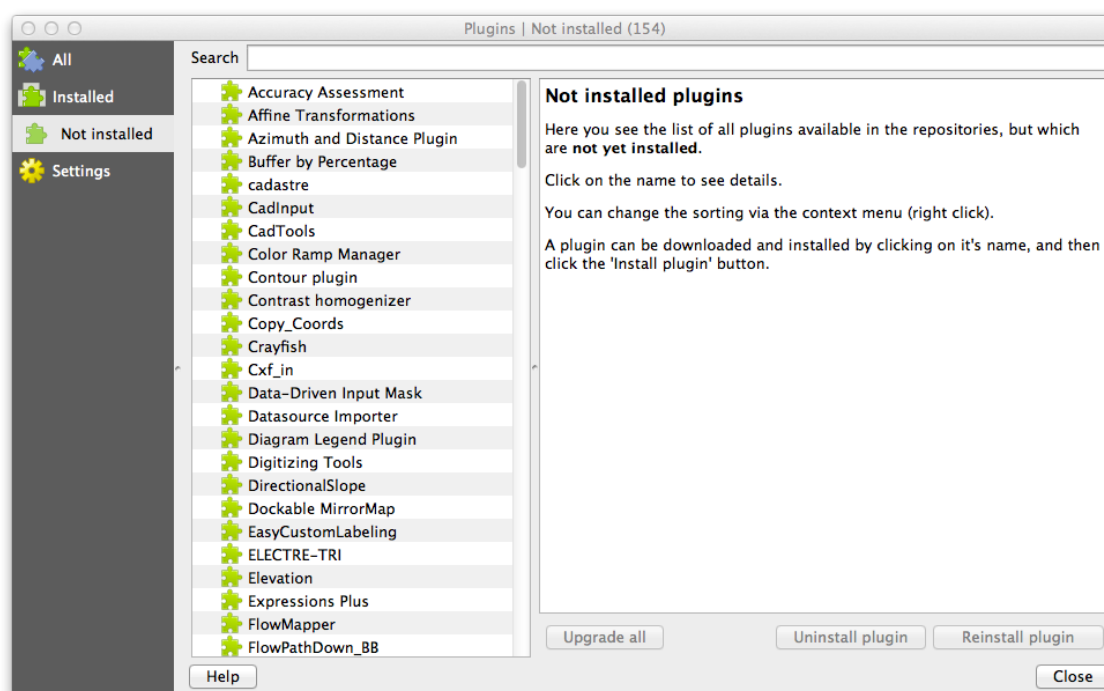 Plugins | Not installed (154)
All
Installed
Not installed
Settings
Search
Accuracy Assessment
Affine Transformations
Azimuth and Distance Plugin
Buffer by Percentage
cadastre
CadInput
CadTools
Color Ramp Manager
Contour plugin
Contrast homogenizer
Copy_Coords
Crayfish
Cxf_in
Data-Driven Input Mask
Datasource Importer
Diagram Legend Plugin
Digitizing Tools
DirectionalSlope
Dockable MirrorMap
EasyCustomLabeling
ELECTRE-TRI
Elevation
Expressions Plus
FlowMapper
FlowPathDown_BB
Not installed plugins
Here you see the list of all plugins available in the repositories, but which
are not yet installed.
Click on the name to see details.
You can change the sorting via the context menu (right click).
A plugin can be downloaded and installed by clicking on it's name, and then
click the 'Install plugin' button.
Upgrade all
Uninstall plugin
Reinstall plugin
Help
Close